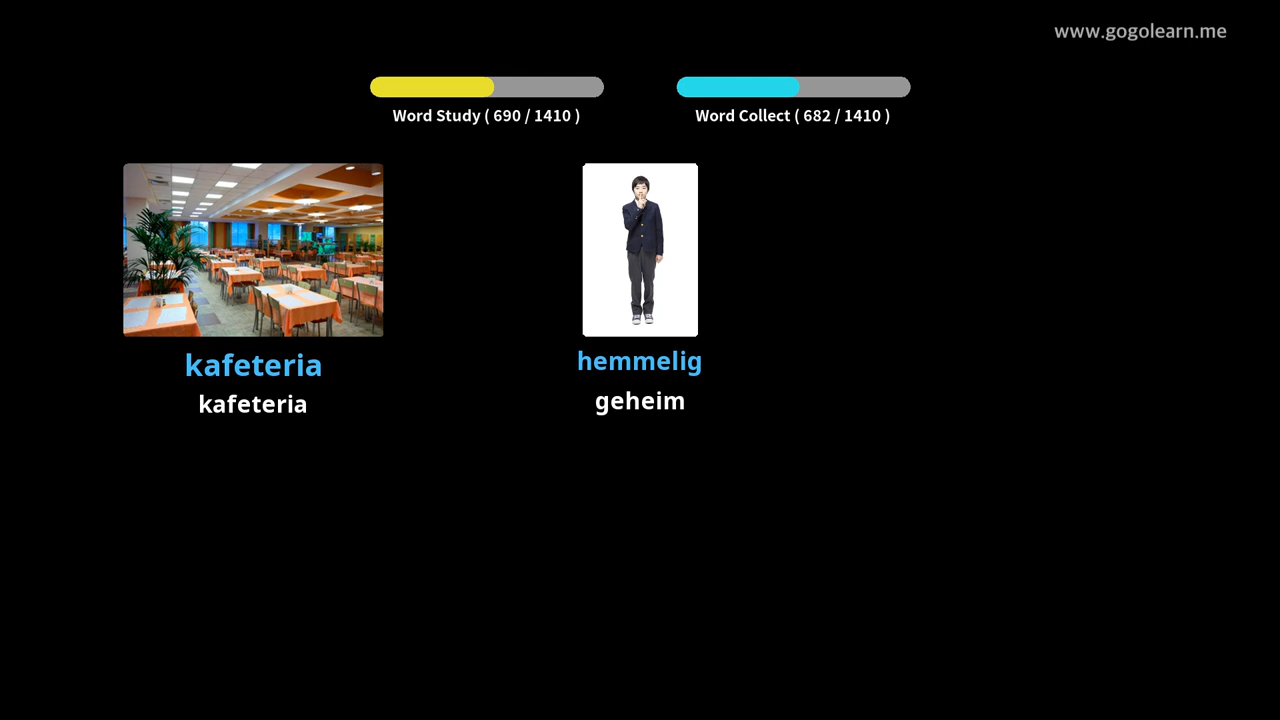 www.gogolearn.me
Word Study ( 690 / 1410 )
Word Collect ( 682 / 1410 )
kafeteria
kafeteria
hemmelig
geheim